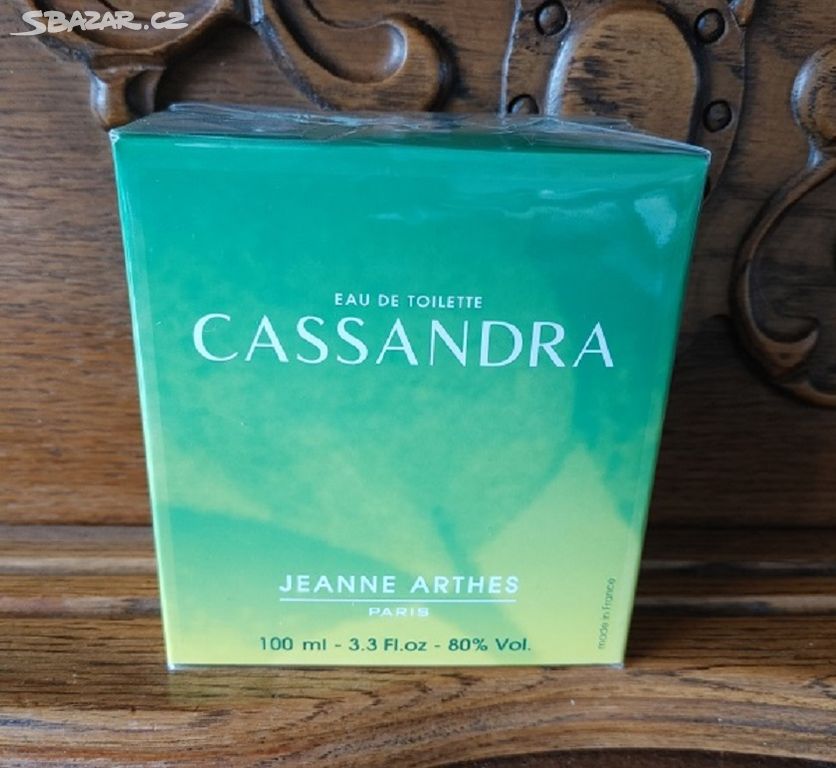 SBAZAR.CZ
EAU DE TOILETTE
CASSANDRA
JEANNE ARTHES
PARIS
100 ml - 3.3 Fl.oz - 80% Vol.
made in France